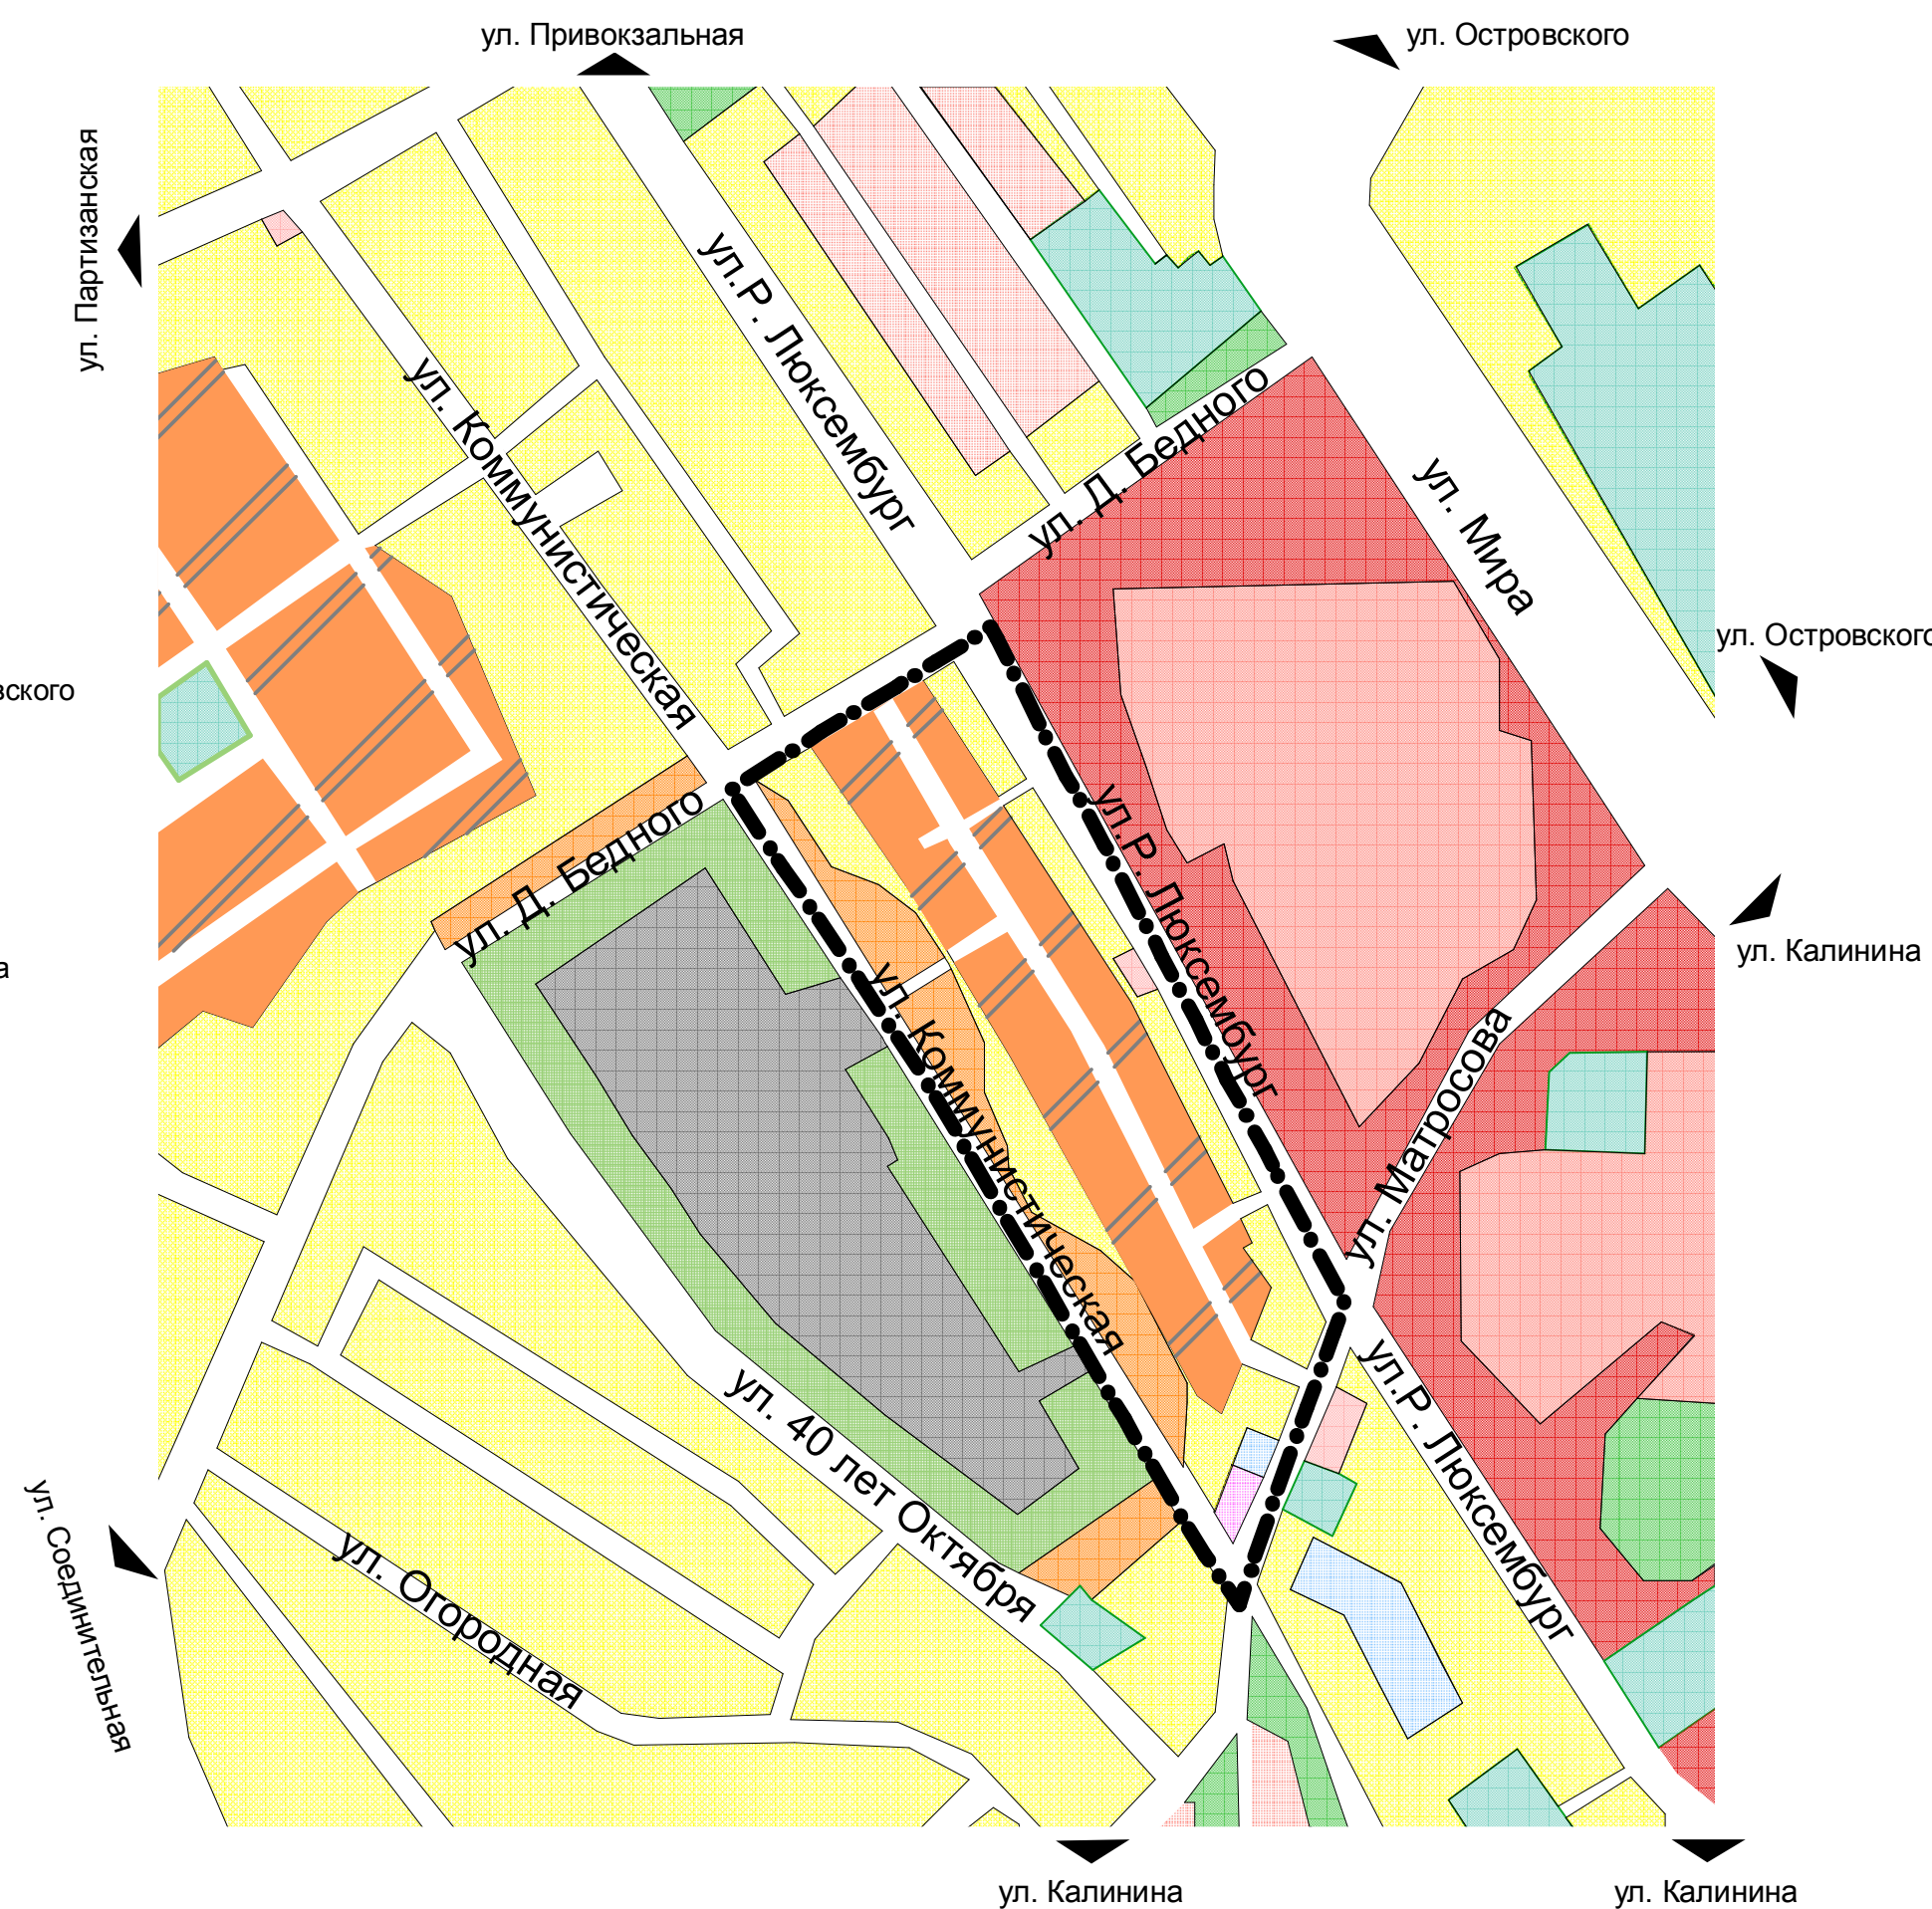 ул. Привокзальная
ул. Островского
ул. Партизанская
ул.Р. Люксембург
ул. Коммунистическая
ул. Д. Бедного
ул. Мира
ул. Островского
вского
ул. Д. Бедного
ул.Р. Люксембург
ул. Калинина
а
ул. Коммунистическая
ул. Матросова
ул.Р. Люксембург
ул. 40 лет Октября
ул. Соединительная
ул. Огородная
ул. Калинина
ул. Калинина